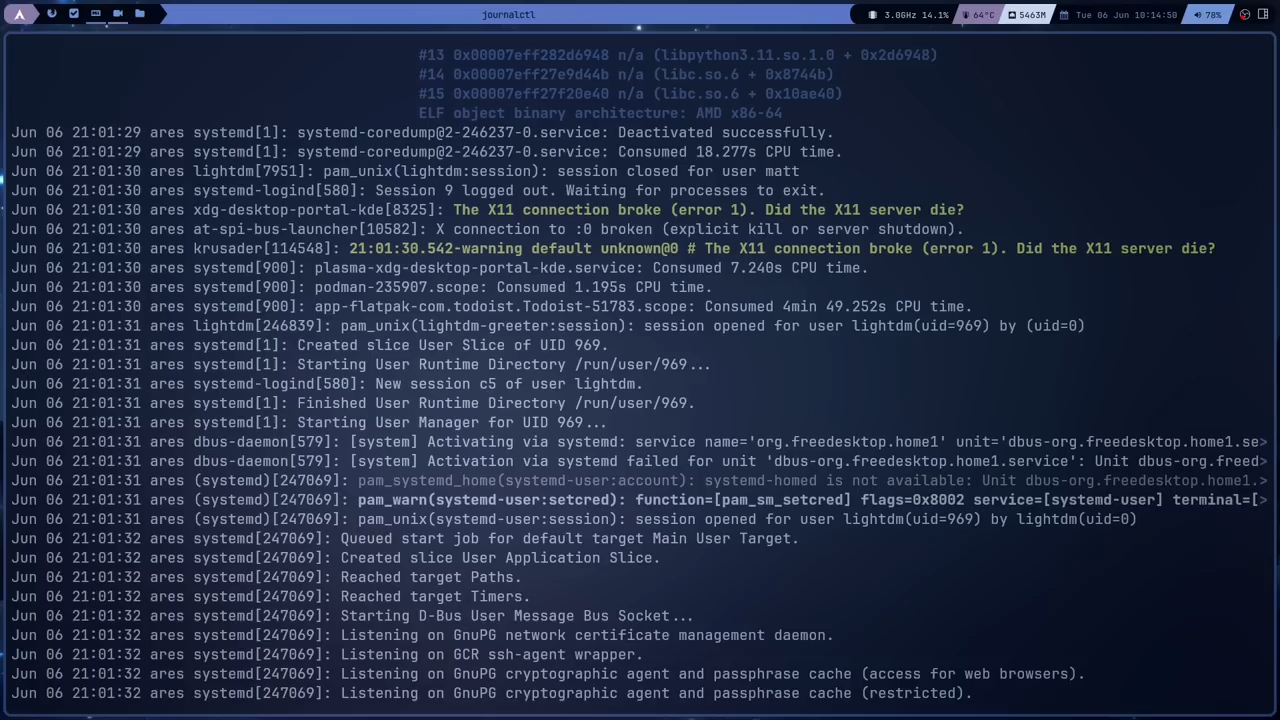 journalctl
3.0GHz 14.1%
64°C
5463M
Tue 06 Jun 10:14:50
78%
#13 0x00007eff282d6948 n/a (libpython3.11.so.1.0 + 0x2d6948)
#14 0x00007eff27e9d44b n/a (libc.so.6 + 0x8744b)
#15 0x00007eff27f20e40 n/a (libc.so.6 + 0x10ae40)
ELF object binary architecture: AMD x86-64
Jun 06 21:01:29 ares systemd[1]: systemd-coredump@2-246237-0.service: Deactivated successfully.
Jun 06 21:01:29 ares systemd[1]: systemd-coredump@2-246237-0.service: Consumed 18.277s CPU time.
Jun 06 21:01:30 ares lightdm[7951]: pam_unix(lightdm:session): session closed for user matt
Jun 06 21:01:30 ares systemd-logind[580]: Session 9 logged out. Waiting for processes to exit.
Jun 06 21:01:30 ares xdg-desktop-portal-kde[8325]: The X11 connection broke (error 1). Did the X11 server die?
Jun 06 21:01:30 ares at-spi-bus-launcher[10582]: X connection to :0 broken (explicit kill or server shutdown).
Jun 06 21:01:30 ares krusader[114548]: 21:01:30.542-warning default unknown@0 # The X11 connection broke (error 1). Did the X11 server die?
Jun 06 21:01:30 ares systemd[900]: plasma-xdg-desktop-portal-kde.service: Consumed 7.240s CPU time.
Jun 06 21:01:30 ares systemd[900]: podman-235907.scope: Consumed 1.195s CPU time.
Jun 06 21:01:30 ares systemd[900]: app-flatpak-com.todoist.Todoist-51783.scope: Consumed 4min 49.252s CPU time.
Jun 06 21:01:31 ares lightdm[246839]: pam_unix(lightdm-greeter:session): session opened for user lightdm(uid=969) by (uid=0)
Jun 06 21:01:31 ares systemd[1]: Created slice User Slice of UID 969.
Jun 06 21:01:31 ares systemd[1]: Starting User Runtime Directory /run/user/969...
Jun 06 21:01:31 ares systemd-logind[580]: New session c5 of user lightdm.
Jun 06 21:01:31 ares systemd[1]: Finished User Runtime Directory /run/user/969.
Jun 06 21:01:31 ares systemd[1]: Starting User Manager for UID 969...
Jun 06 21:01:31 ares dbus-daemon[579]: [system] Activating via systemd: service name='org.freedesktop.home1' unit='dbus-org.freedesktop.home1.se>
Jun 06 21:01:31 ares dbus-daemon[579]: [system] Activation via systemd failed for unit 'dbus-org.freedesktop.home1.service': Unit dbus-org.freed>
Jun 06 21:01:31 ares (systemd)[247069]: pam_systemd_home(systemd-user:account): systemd-homed is not available: Unit dbus-org.freedesktop.home1.>
Jun 06 21:01:31 ares (systemd)[247069]: pam_warn(systemd-user:setcred): function=[pam_sm_setcred] flags=0x8002 service=[systemd-user] terminal=[>
Jun 06 21:01:31 ares (systemd)[247069]: pam_unix(systemd-user:session): session opened for user lightdm(uid=969) by lightdm(uid=0)
Jun 06 21:01:32 ares systemd[247069]: Queued start job for default target Main User Target.
Jun 06 21:01:32 ares systemd[247069]: Created slice User Application Slice.
Jun 06 21:01:32 ares systemd[247069]: Reached target Paths.
Jun 06 21:01:32 ares systemd[247069]: Reached target Timers.
Jun 06 21:01:32 ares systemd[247069]: Starting D-Bus User Message Bus Socket...
Jun 06 21:01:32 ares systemd[247069]: Listening on GnuPG network certificate management daemon.
Jun 06 21:01:32 ares systemd[247069]: Listening on GCR ssh-agent wrapper.
Jun 06 21:01:32 ares systemd[247069]: Listening on GnuPG cryptographic agent and passphrase cache (access for web browsers).
Jun 06 21:01:32 ares systemd[247069]: Listening on GnuPG cryptographic agent and passphrase cache (restricted).